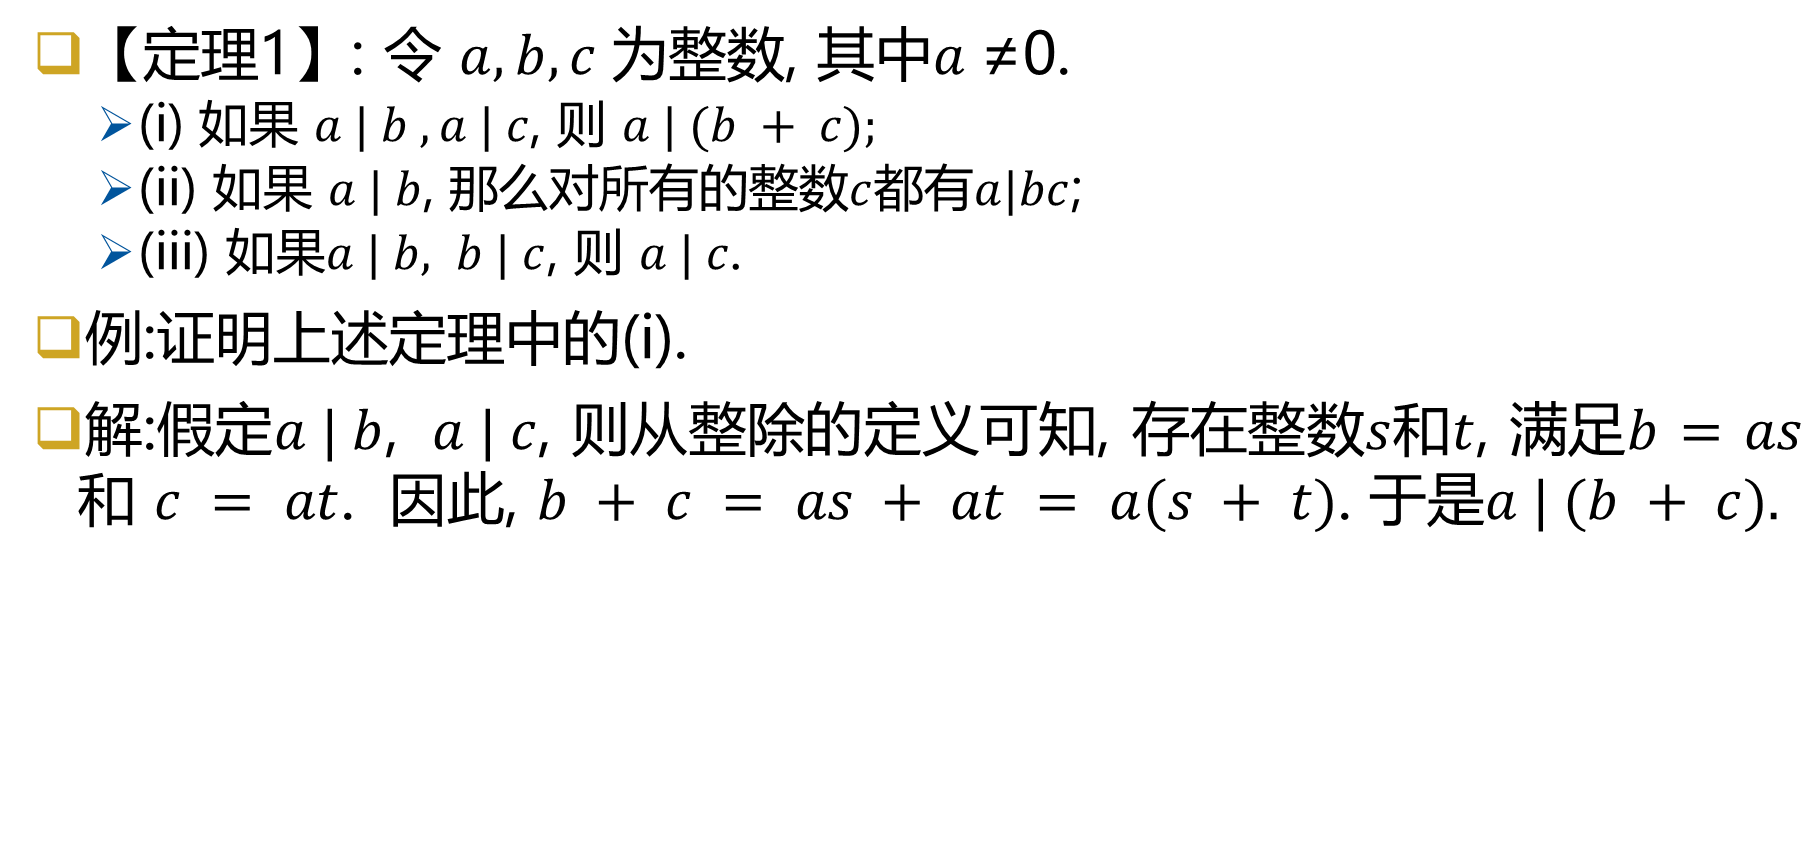 【定理1】: 令 a, b, c 为整数, 其中a ≠0.
(i) 如果 a | b , a | c, 则 a | (b + c);
(ii) 如果 a | b, 那么对所有的整数c都有a|bc;
(iii) 如果a | b, b | c, 则 a | c.
例:证明上述定理中的(i).
解:假定a | b, a | c, 则从整除的定义可知, 存在整数s和t, 满足b = as
和 c = at. 因此, b + c = as + at = a(s + t). 于是a | (b + c).